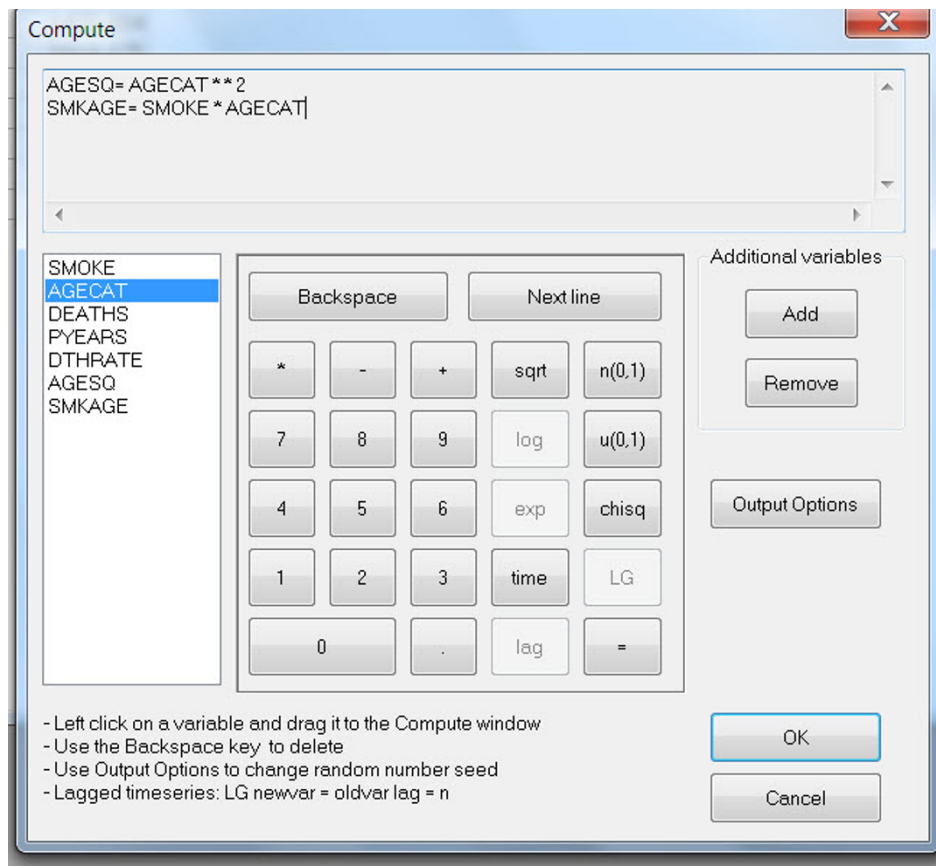 Compute
X
AGESQ= AGECAT ** 2
SMKAGE= SMOKE * AGECAT
SMOKE
AGECAT
DEATHS
PYEARS
DTHRATE
AGESQ
SMKAGE
Backspace Next line
* - + sqrt n(0,1)
7 8 9 log u(0,1)
4 5 6 exp chisq
1 2 3 time LG
0 . lag =
Additional variables
Add
Remove
Output Options
- Left click on a variable and drag it to the Compute window
- Use the Backspace key to delete
- Use Output Options to change random number seed
- Lagged timeseries: LG newvar = oldvar lag = n
OK
Cancel